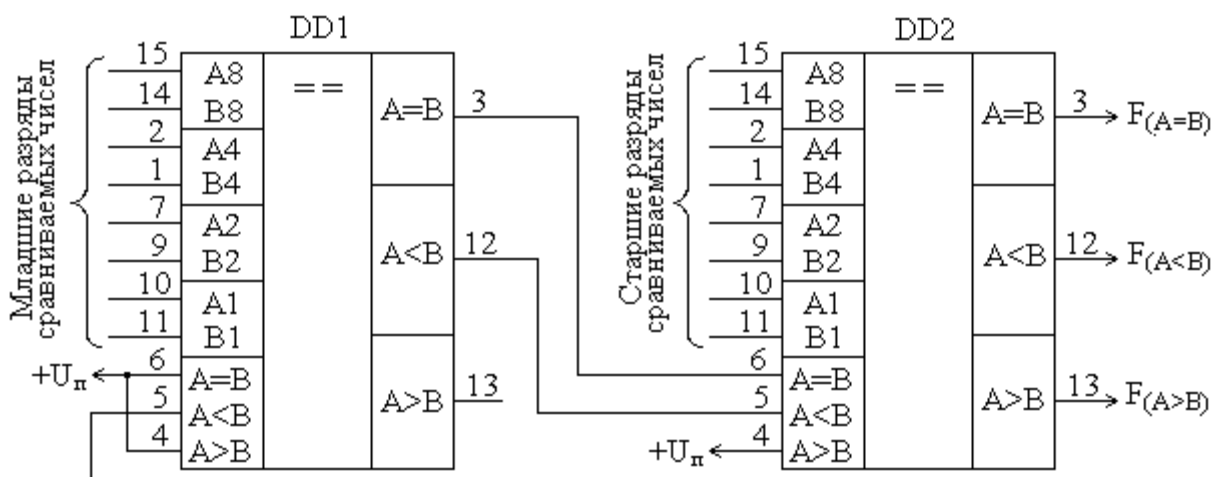 DD1
Младшие разряды
сравниваемых чисел
15
14
2
1
7
9
10
11
6
5
4
+Uп
A8
B8
A4
B4
A2
B2
A1
B1
A=B
A<B
A>B
==
A=B
A<B
A>B
3
12
13
DD2
Старшие разряды
сравниваемых чисел
15
14
2
1
7
9
10
11
6
5
4
+Uп
A8
B8
A4
B4
A2
B2
A1
B1
A=B
A<B
A>B
==
A=B
A<B
A>B
3
12
13
F(A=B)
F(A<B)
F(A>B)